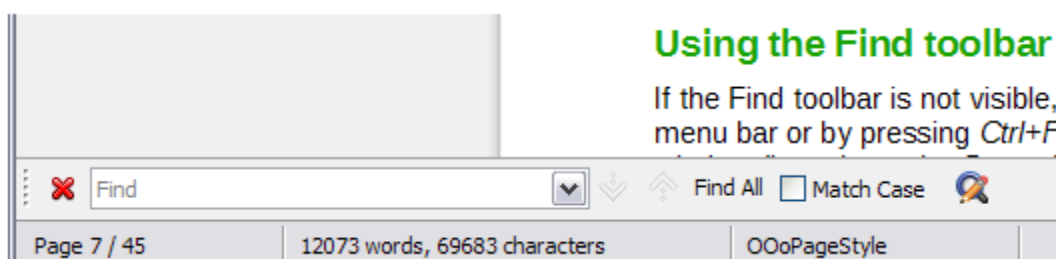 Using the Find toolbar
If the Find toolbar is not visible,
menu bar or by pressing Ctrl+F
Find Find All Match Case
Page 7 / 45 12073 words, 69683 characters OOoPageStyle